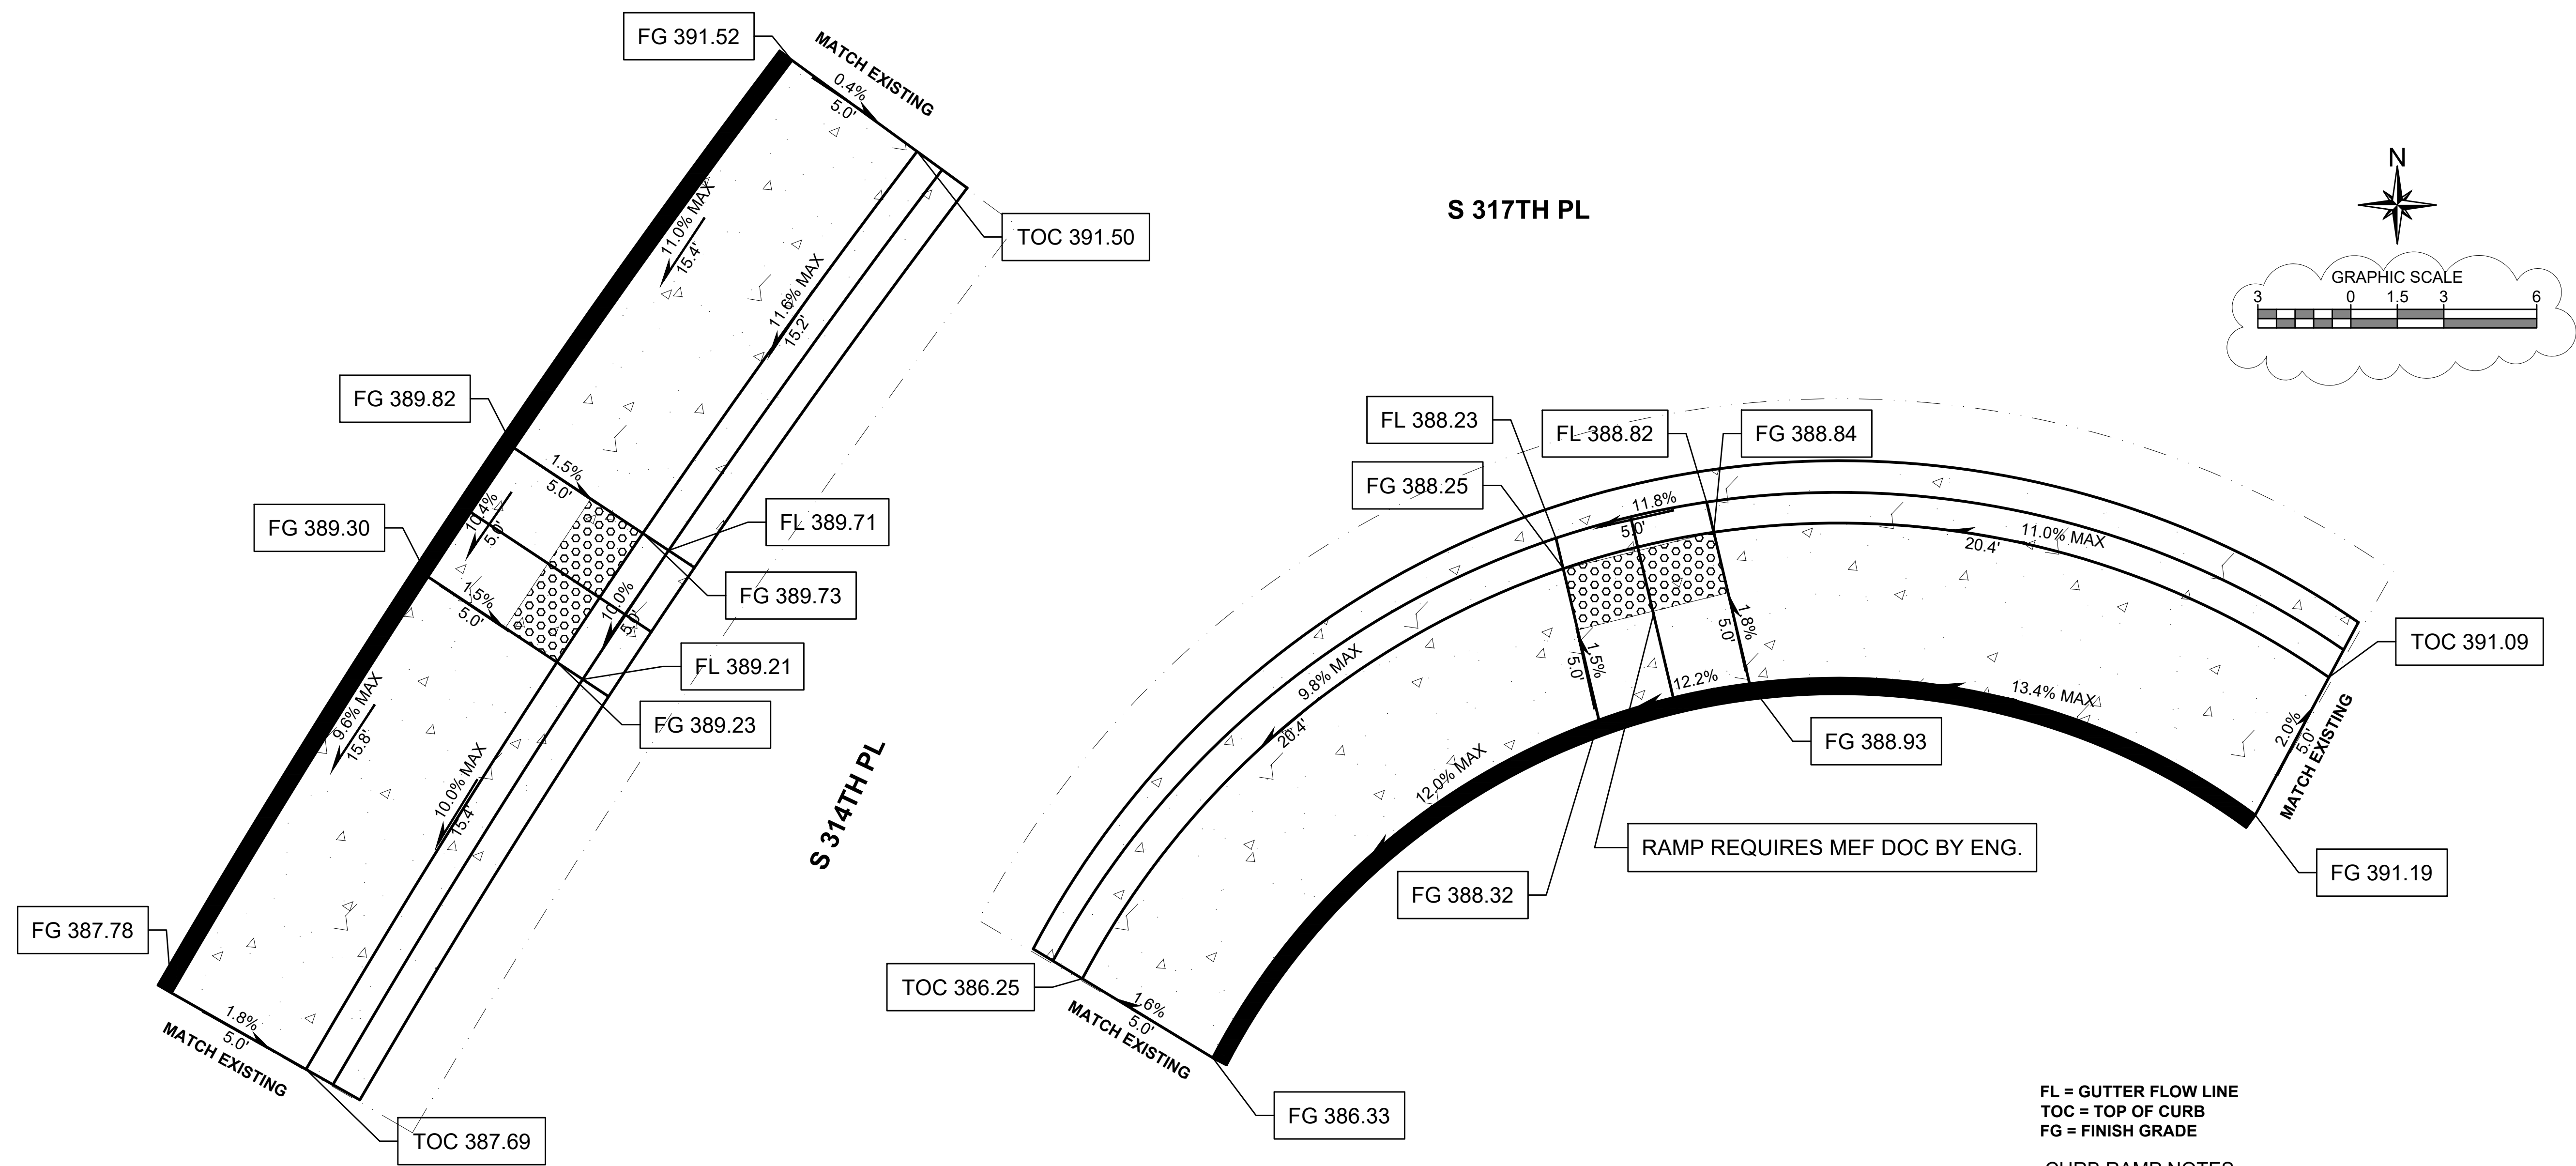 FG 391.52
MATCH EXISTING
0.4%
5.0'
TOC 391.50
11.0% MAX
15.4'
11.6% MAX
15.2'
FG 389.82
1.5%
5.0'
10.4%
5.0'
FG 389.30
1.5%
5.0'
FL 389.71
FG 389.73
10.0%
5.0'
FL 389.21
FG 389.23
9.6% MAX
15.8'
10.0% MAX
15.4'
FG 387.78
1.8%
5.0'
MATCH EXISTING
TOC 387.69
S 314TH PL
S 317TH PL
N
GRAPHIC SCALE
3 0 1.5 3 6
FL 388.23
FL 388.82
FG 388.84
FG 388.25
11.8%
5.0'
11.0% MAX
20.4'
1.8%
5.0'
1.5%
5.0'
12.2%
13.4% MAX
9.8% MAX
20.4'
12.0% MAX
TOC 391.09
2.0%
5.0'
MATCH EXISTING
FG 388.93
RAMP REQUIRES MEF DOC BY ENG.
FG 388.32
FG 391.19
TOC 386.25
1.6%
5.0'
MATCH EXISTING
FG 386.33
FL = GUTTER FLOW LINE
TOC = TOP OF CURB
FG = FINISH GRADE
CURB RAMP NOTES